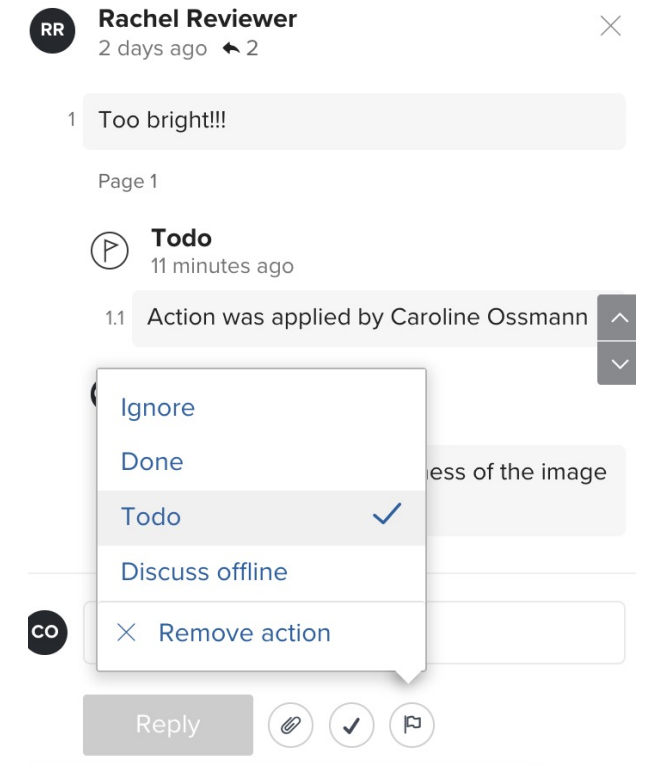 RR
Rachel Reviewer
2 days ago 2
1 Too bright!!!
Page 1
Todo
11 minutes ago
1.1 Action was applied by Caroline Ossmann
Ignore
Done
of the image
Todo
Discuss offline
CO
Remove action
Reply